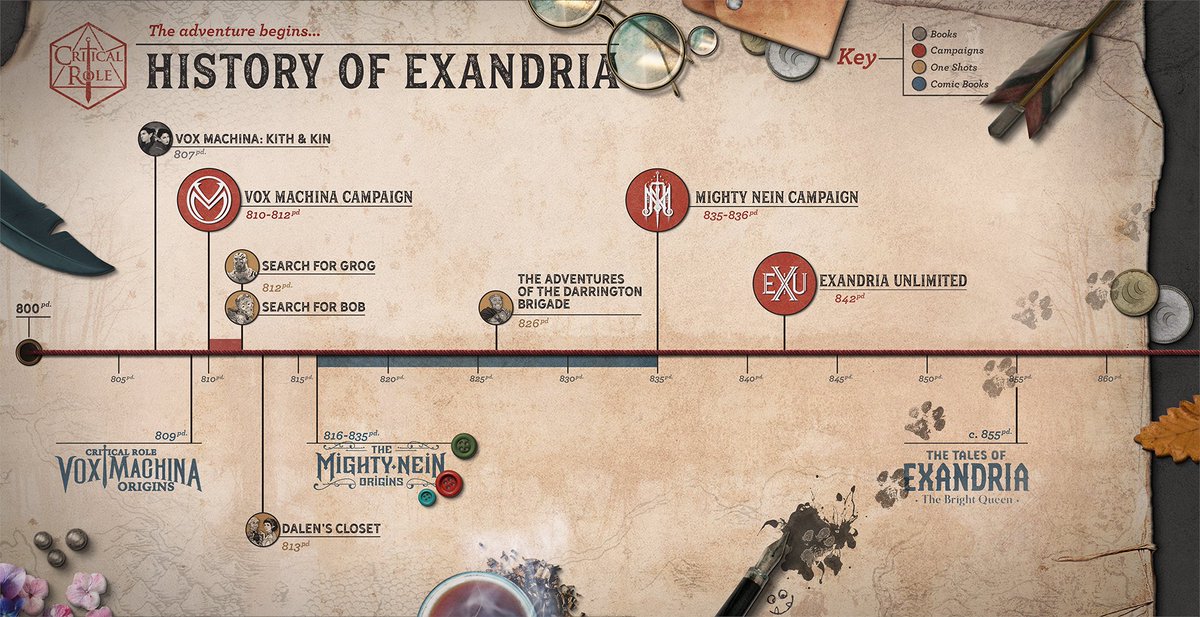 The adventure begins...
CRITICAL
ROLE
HISTORY OF EXANDRIA
Key
Books
Campaigns
One Shots
Comic Books
VOX MACHINA: KITH & KIN
807 pd.
VOX MACHINA CAMPAIGN
810-812 pd
MIGHTY NEIN CAMPAIGN
835-836 pd
SEARCH FOR GROG
812 pd.
SEARCH FOR BOB
THE ADVENTURES
OF THE DARRINGTON
BRIGADE
826 pd
EXU
EXANDRIA UNLIMITED
842 pd
800 pd.
805 pd.
810 pd.
815 pd.
820 pd.
825 pd.
830 pd.
835 pd.
840 pd.
845 pd.
850 pd.
855 pd.
860 pd.
809 pd.
CRITICAL ROLE
VOX MACHINA
ORIGINS
816-835 pd.
THE
MIGHTY NEIN
ORIGINS
c. 855 pd.
THE TALES OF
EXANDRIA
· The Bright Queen ·
DALEN'S CLOSET
813 pd